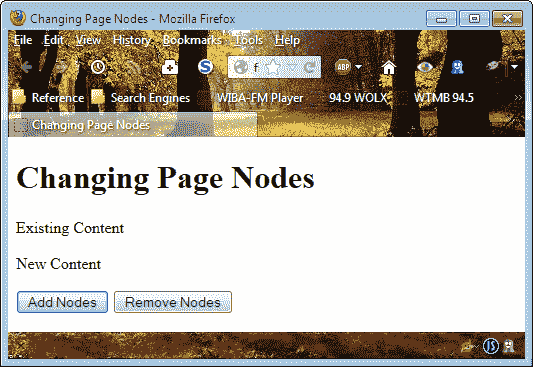 Changing Page Nodes - Mozilla Firefox
File Edit View History Bookmarks Tools Help
f ABP
Reference Search Engines WIBA-FM Player 94.9 WOLX WTMB 94.5 »
Changing Page Nodes
Changing Page Nodes
Existing Content
New Content
Add Nodes Remove Nodes